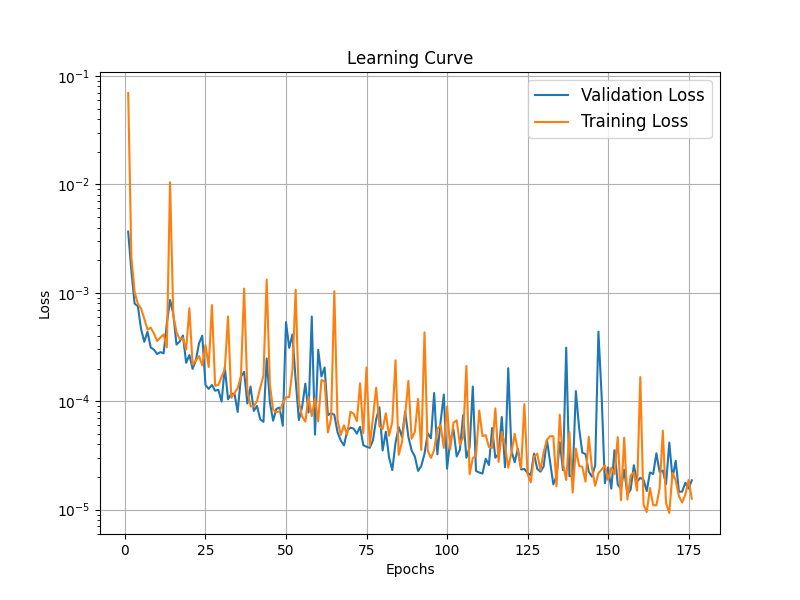 Learning Curve
Validation Loss
Training Loss
10⁻¹
10⁻²
10⁻³
10⁻⁴
10⁻⁵
Loss
0 25 50 75 100 125 150 175
Epochs